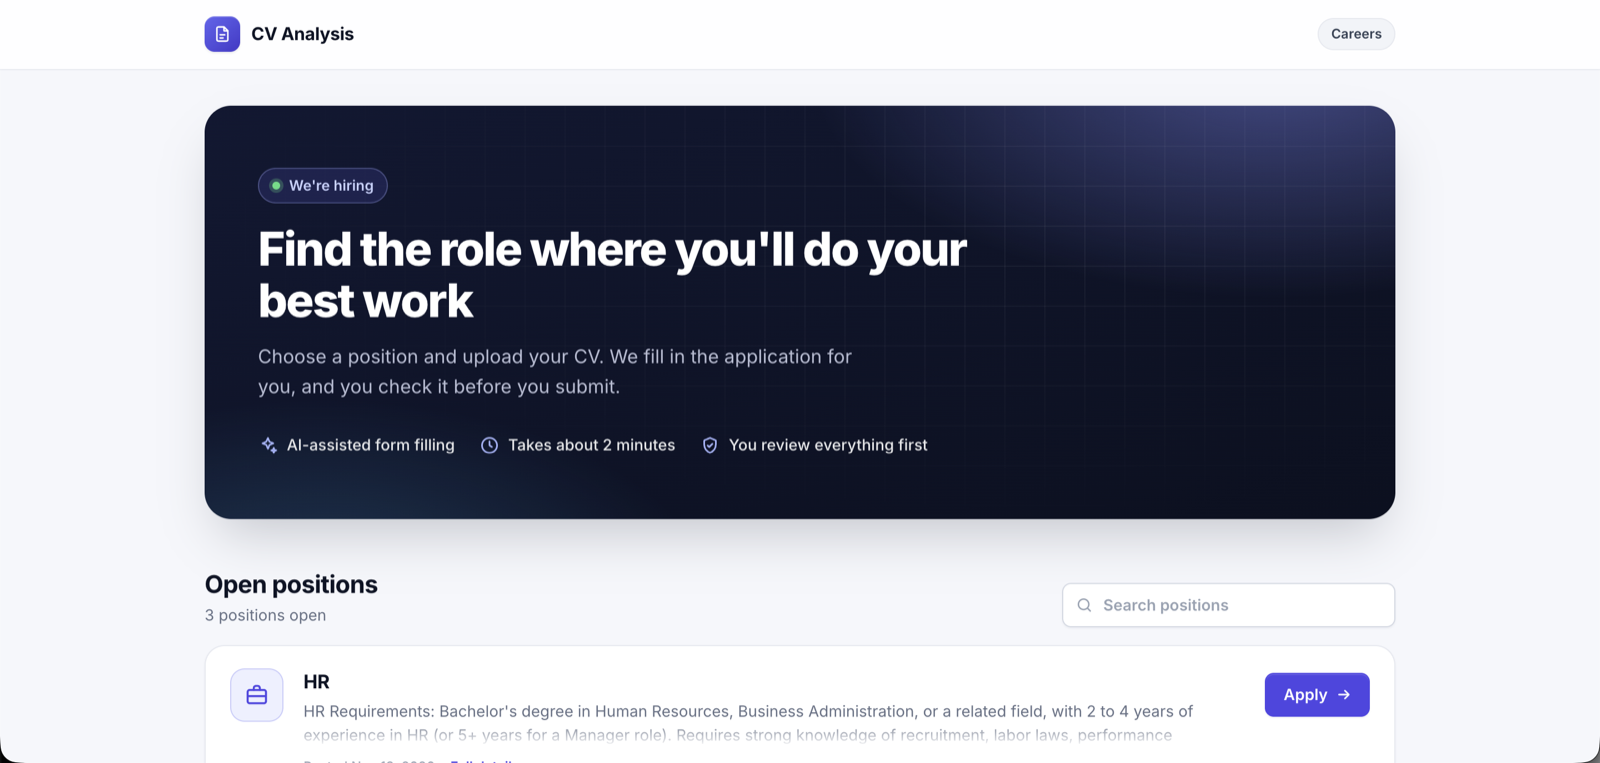 CV Analysis
Careers
We're hiring
Find the role where you'll do your
best work
Choose a position and upload your CV. We fill in the application for
you, and you check it before you submit.
AI-assisted form filling
Takes about 2 minutes
You review everything first
Open positions
3 positions open
Search positions
HR
Apply
HR Requirements: Bachelor's degree in Human Resources, Business Administration, or a related field, with 2 to 4 years of
experience in HR (or 5+ years for a Manager role). Requires strong knowledge of recruitment, labor laws, performance